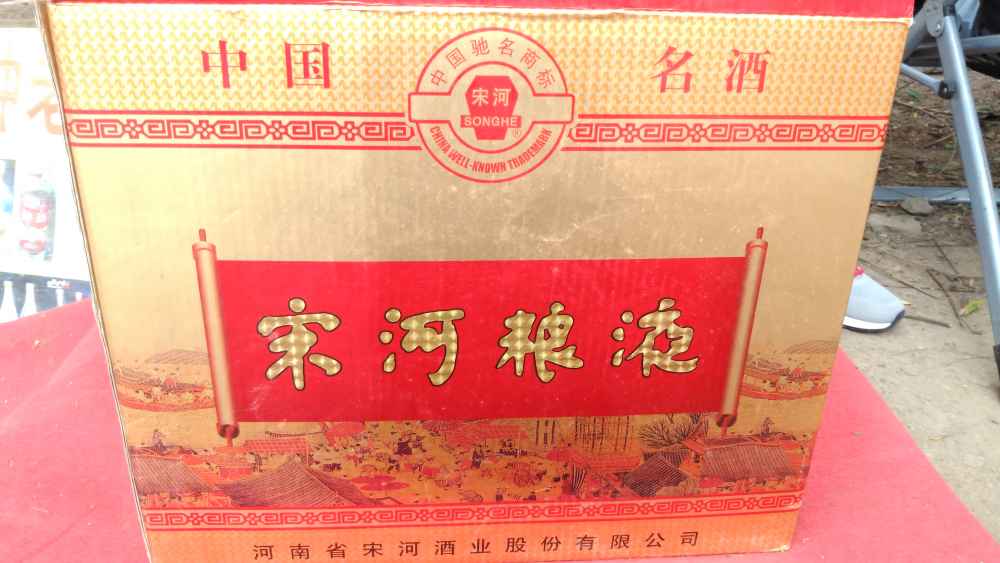 中国 名酒
中国驰名商标
宋河
SONGHE
®
CHINA WELL-KNOWN TRADEMARK
宋河粮液
河南省宋河酒业股份有限公司